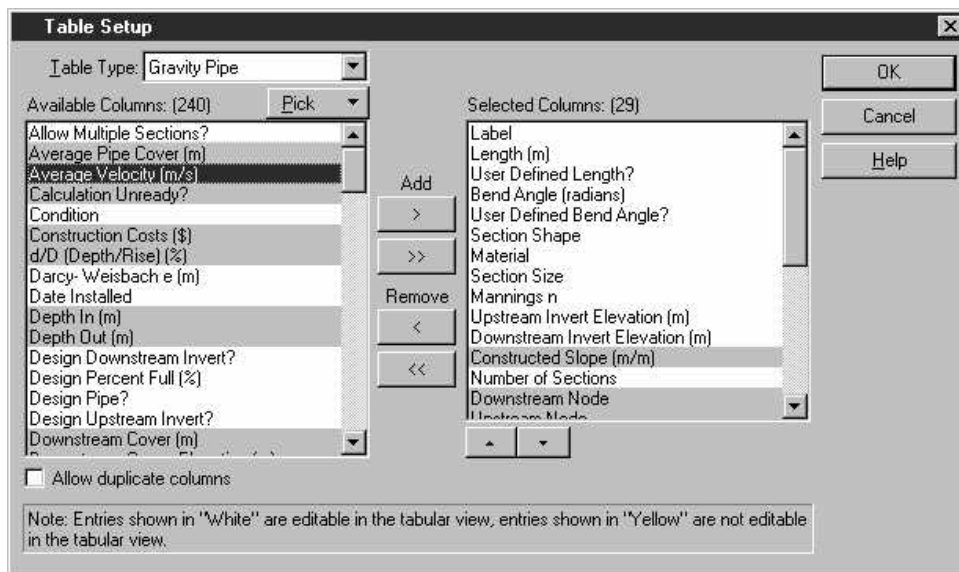 Table Setup
Table Type: Gravity Pipe
OK
Available Columns: (240)
Pick
Selected Columns: (29)
Cancel
Help
Allow Multiple Sections?
Average Pipe Cover (m)
Average Velocity (m/s)
Calculation Unready?
Condition
Construction Costs ($)
d/D (Depth/Rise) (%)
Darcy- Weisbach e (m)
Date Installed
Depth In (m)
Depth Out (m)
Design Downstream Invert?
Design Percent Full (%)
Design Pipe?
Design Upstream Invert?
Downstream Cover (m)
Add
>
>>
Remove
<
<<
Label
Length (m)
User Defined Length?
Bend Angle (radians)
User Defined Bend Angle?
Section Shape
Material
Section Size
Mannings n
Upstream Invert Elevation (m)
Downstream Invert Elevation (m)
Constructed Slope (m/m)
Number of Sections
Downstream Node
Upstream Node
Allow duplicate columns
Note: Entries shown in "White" are editable in the tabular view, entries shown in "Yellow" are not editable
in the tabular view.